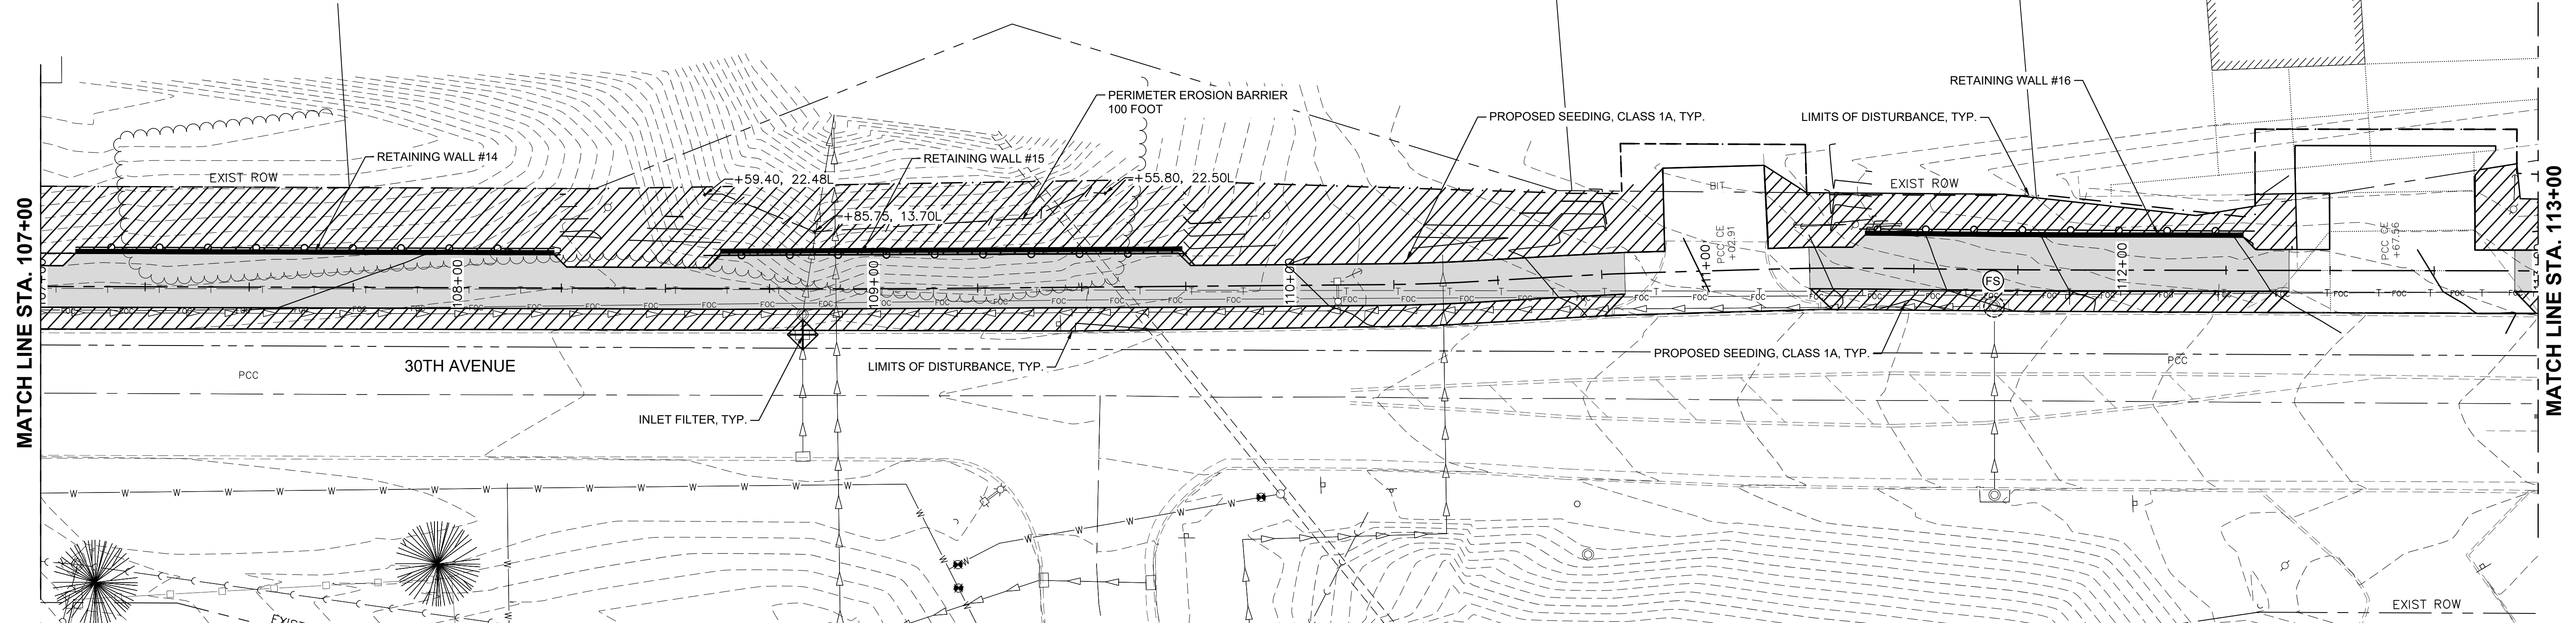 MATCH LINE STA. 107+00
RETAINING WALL #14
EXIST ROW
RETAINING WALL #15
+59.40, 22.48L
+85.75, 13.70L
PERIMETER EROSION BARRIER
100 FOOT
+55.80, 22.50L
PROPOSED SEEDING, CLASS 1A, TYP.
LIMITS OF DISTURBANCE, TYP.
RETAINING WALL #16
EXIST ROW
BIT
PCC CE
+02.91
PCC CE
+67.56
108+00
109+00
110+00
111+00
112+00
FS
FOC
T
30TH AVENUE
PCC
INLET FILTER, TYP.
LIMITS OF DISTURBANCE, TYP.
PROPOSED SEEDING, CLASS 1A, TYP.
PCC
W
EXIST ROW
MATCH LINE STA. 113+00